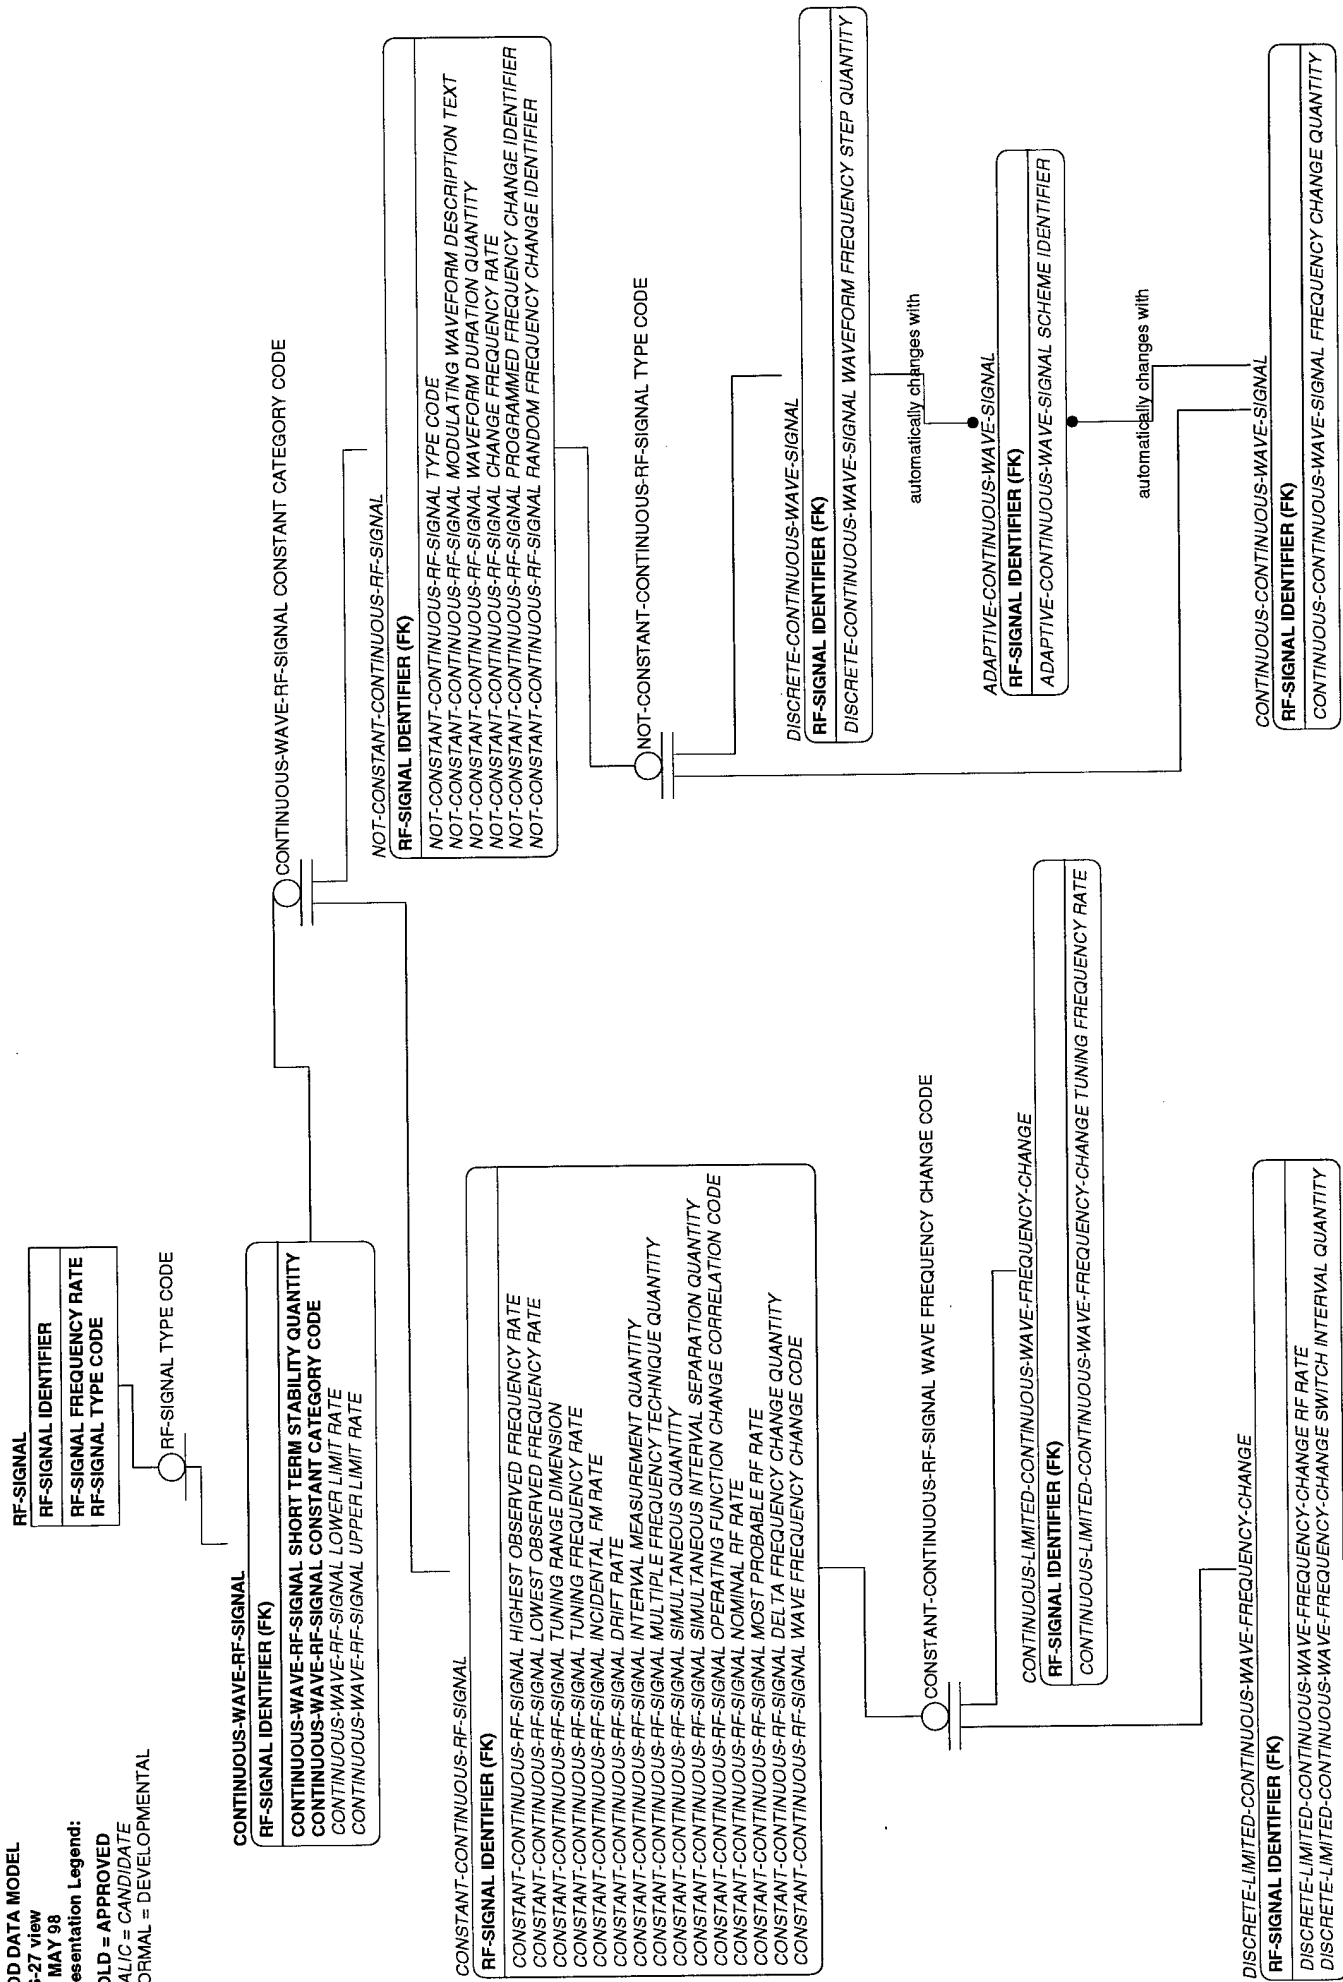 OD DATA MODEL
-27 view
MAY 98
esentation Legend:
OLD = APPROVED
ALIC = CANDIDATE
ORMAL = DEVELOPMENTAL
RF-SIGNAL
RF-SIGNAL IDENTIFIER
RF-SIGNAL FREQUENCY RATE
RF-SIGNAL TYPE CODE
RF-SIGNAL TYPE CODE
CONTINUOUS-WAVE-RF-SIGNAL
RF-SIGNAL IDENTIFIER (FK)
CONTINUOUS-WAVE-RF-SIGNAL SHORT TERM STABILITY QUANTITY
CONTINUOUS-WAVE-RF-SIGNAL CONSTANT CATEGORY CODE
CONTINUOUS-WAVE-RF-SIGNAL LOWER LIMIT RATE
CONTINUOUS-WAVE-RF-SIGNAL UPPER LIMIT RATE
CONTINUOUS-WAVE-RF-SIGNAL CONSTANT CATEGORY CODE
CONSTANT-CONTINUOUS-RF-SIGNAL
RF-SIGNAL IDENTIFIER (FK)
CONSTANT-CONTINUOUS-RF-SIGNAL HIGHEST OBSERVED FREQUENCY RATE
CONSTANT-CONTINUOUS-RF-SIGNAL LOWEST OBSERVED FREQUENCY RATE
CONSTANT-CONTINUOUS-RF-SIGNAL TUNING RANGE DIMENSION
CONSTANT-CONTINUOUS-RF-SIGNAL TUNING FREQUENCY RATE
CONSTANT-CONTINUOUS-RF-SIGNAL INCIDENTAL FM RATE
CONSTANT-CONTINUOUS-RF-SIGNAL DRIFT RATE
CONSTANT-CONTINUOUS-RF-SIGNAL INTERVAL MEASUREMENT QUANTITY
CONSTANT-CONTINUOUS-RF-SIGNAL MULTIPLE FREQUENCY TECHNIQUE QUANTITY
CONSTANT-CONTINUOUS-RF-SIGNAL SIMULTANEOUS QUANTITY
CONSTANT-CONTINUOUS-RF-SIGNAL SIMULTANEOUS INTERVAL SEPARATION QUANTITY
CONSTANT-CONTINUOUS-RF-SIGNAL OPERATING FUNCTION CHANGE CORRELATION CODE
CONSTANT-CONTINUOUS-RF-SIGNAL NOMINAL RF RATE
CONSTANT-CONTINUOUS-RF-SIGNAL MOST PROBABLE RF RATE
CONSTANT-CONTINUOUS-RF-SIGNAL DELTA FREQUENCY CHANGE QUANTITY
CONSTANT-CONTINUOUS-RF-SIGNAL WAVE FREQUENCY CHANGE CODE
NOT-CONSTANT-CONTINUOUS-RF-SIGNAL
RF-SIGNAL IDENTIFIER (FK)
NOT-CONSTANT-CONTINUOUS-RF-SIGNAL TYPE CODE
NOT-CONSTANT-CONTINUOUS-RF-SIGNAL MODULATING WAVEFORM DESCRIPTION TEXT
NOT-CONSTANT-CONTINUOUS-RF-SIGNAL WAVEFORM DURATION QUANTITY
NOT-CONSTANT-CONTINUOUS-RF-SIGNAL CHANGE FREQUENCY RATE
NOT-CONSTANT-CONTINUOUS-RF-SIGNAL PROGRAMMED FREQUENCY CHANGE IDENTIFIER
NOT-CONSTANT-CONTINUOUS-RF-SIGNAL RANDOM FREQUENCY CHANGE IDENTIFIER
NOT-CONSTANT-CONTINUOUS-RF-SIGNAL TYPE CODE
DISCRETE-CONTINUOUS-WAVE-SIGNAL
RF-SIGNAL IDENTIFIER (FK)
DISCRETE-CONTINUOUS-WAVE-SIGNAL WAVEFORM FREQUENCY STEP QUANTITY
automatically changes with
ADAPTIVE-CONTINUOUS-WAVE-SIGNAL
RF-SIGNAL IDENTIFIER (FK)
ADAPTIVE-CONTINUOUS-WAVE-SIGNAL SCHEME IDENTIFIER
automatically changes with
CONTINUOUS-CONTINUOUS-WAVE-SIGNAL
RF-SIGNAL IDENTIFIER (FK)
CONTINUOUS-CONTINUOUS-WAVE-SIGNAL FREQUENCY CHANGE QUANTITY
CONSTANT-CONTINUOUS-RF-SIGNAL WAVE FREQUENCY CHANGE CODE
CONTINUOUS-LIMITED-CONTINUOUS-WAVE-FREQUENCY-CHANGE
RF-SIGNAL IDENTIFIER (FK)
CONTINUOUS-LIMITED-CONTINUOUS-WAVE-FREQUENCY-CHANGE TUNING FREQUENCY RATE
DISCRETE-LIMITED-CONTINUOUS-WAVE-FREQUENCY-CHANGE
RF-SIGNAL IDENTIFIER (FK)
DISCRETE-LIMITED-CONTINUOUS-WAVE-FREQUENCY-CHANGE RF RATE
DISCRETE-LIMITED-CONTINUOUS-WAVE-FREQUENCY-CHANGE SWITCH INTERVAL QUANTITY